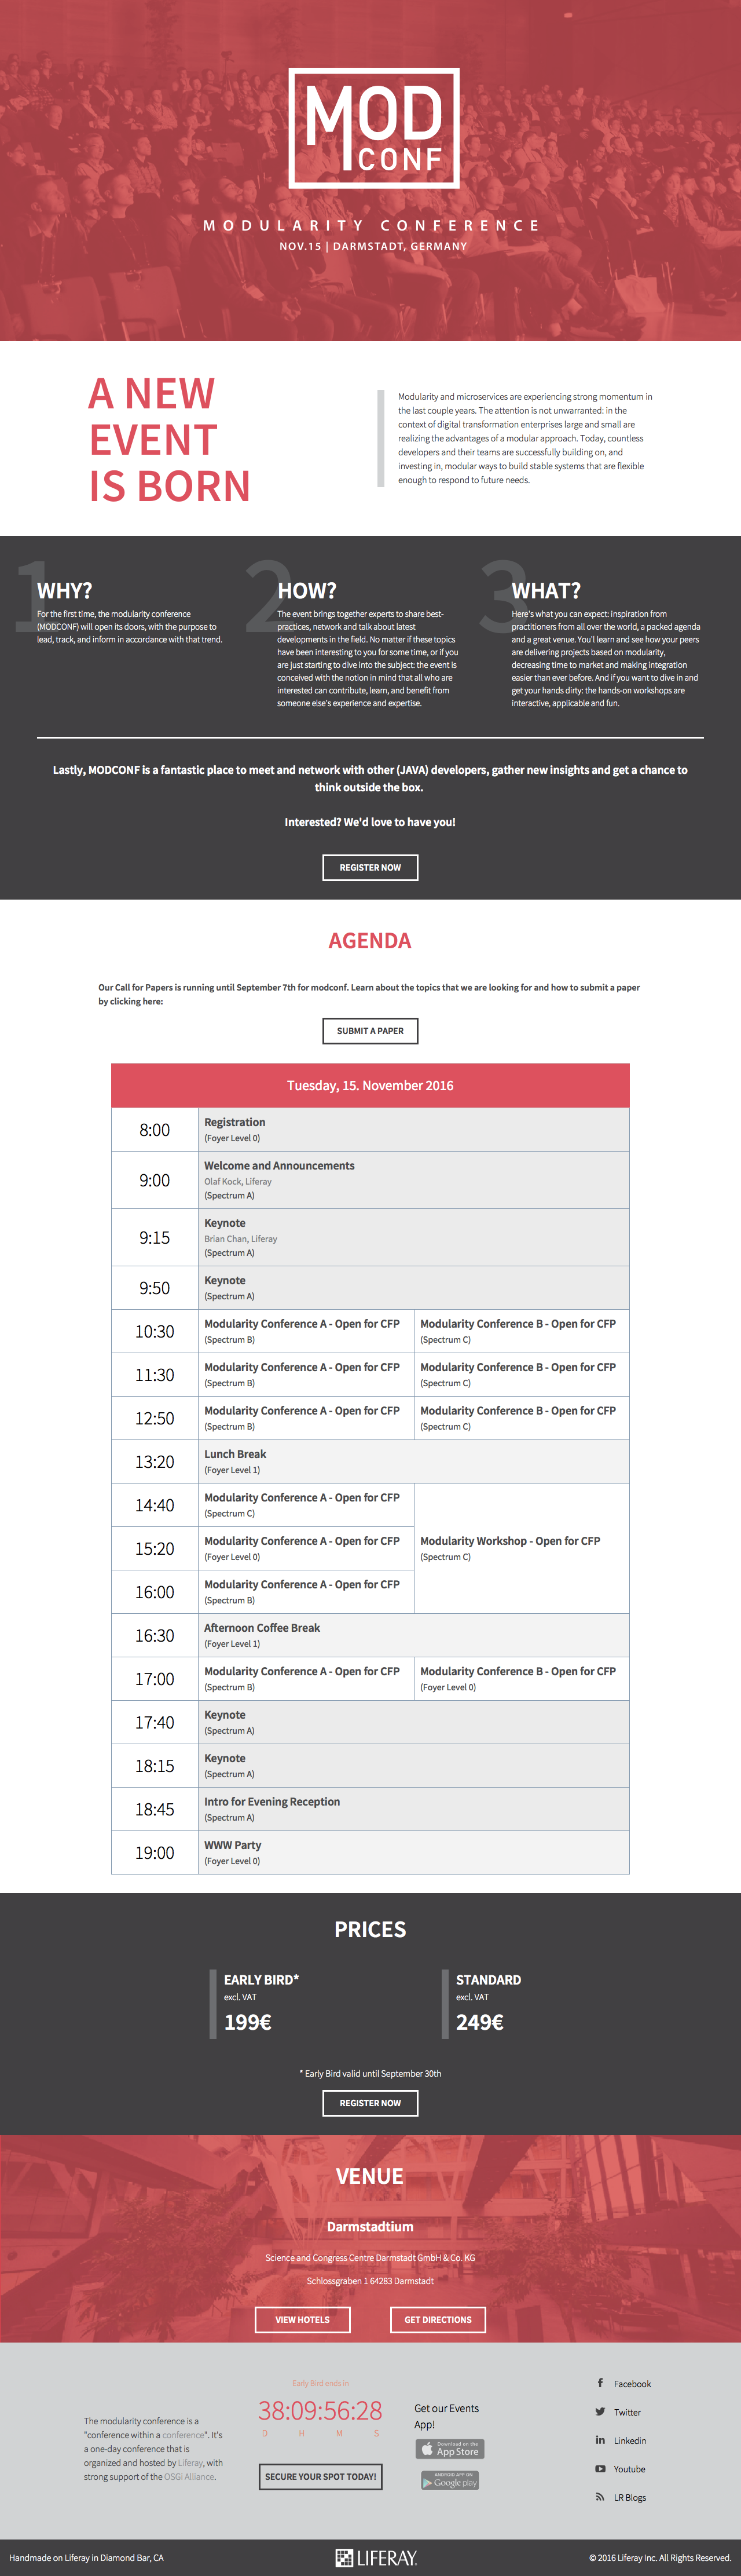 MOD
CONF
MODULARITY CONFERENCE
NOV.15 | DARMSTADT, GERMANY
A NEW
EVENT
IS BORN
Modularity and microservices are experiencing strong momentum in
the last couple years. The attention is not unwarranted: in the
context of digital transformation enterprises large and small are
realizing the advantages of a modular approach. Today, countless
developers and their teams are successfully building on, and
investing in, modular ways to build stable systems that are flexible
enough to respond to future needs.
1
WHY?
For the first time, the modularity conference
(MODCONF) will open its doors, with the purpose to
lead, track, and inform in accordance with that trend.
2
HOW?
The event brings together experts to share best-
practices, network and talk about latest
developments in the field. No matter if these topics
have been interesting to you for some time, or if you
are just starting to dive into the subject: the event is
conceived with the notion in mind that all who are
interested can contribute, learn, and benefit from
someone else's experience and expertise.
3
WHAT?
Here's what you can expect: inspiration from
practitioners from all over the world, a packed agenda
and a great venue. You'l learn and see how your peers
are delivering projects based on modularity,
decreasing time to market and making integration
easier than ever before. And if you want to dive in and
get your hands dirty: the hands-on workshops are
interactive, applicable and fun.
Lastly, MODCONF is a fantastic place to meet and network with other (JAVA) developers, gather new insights and get a chance to
think outside the box.
Interested? We'd love to have you!
REGISTER NOW
AGENDA
Our Call for Papers is running until September 7th for modconf. Learn about the topics that we are looking for and how to submit a paper
by clicking here:
SUBMIT A PAPER
Tuesday, 15. November 2016
8:00
Registration
(Foyer Level 0)
9:00
Welcome and Announcements
Olaf Kock, Liferay
(Spectrum A)
9:15
Keynote
Brian Chan, Liferay
(Spectrum A)
9:50
Keynote
(Spectrum A)
10:30
Modularity Conference A - Open for CFP
(Spectrum B)
Modularity Conference B - Open for CFP
(Spectrum C)
11:30
Modularity Conference A - Open for CFP
(Spectrum B)
Modularity Conference B - Open for CFP
(Spectrum C)
12:50
Modularity Conference A - Open for CFP
(Spectrum B)
Modularity Conference B - Open for CFP
(Spectrum C)
13:20
Lunch Break
(Foyer Level 1)
14:40
Modularity Conference A - Open for CFP
(Spectrum C)
Modularity Workshop - Open for CFP
(Spectrum C)
15:20
Modularity Conference A - Open for CFP
(Foyer Level 0)
16:00
Modularity Conference A - Open for CFP
(Spectrum B)
16:30
Afternoon Coffee Break
(Foyer Level 1)
17:00
Modularity Conference A - Open for CFP
(Spectrum B)
Modularity Conference B - Open for CFP
(Foyer Level 0)
17:40
Keynote
(Spectrum A)
18:15
Keynote
(Spectrum A)
18:45
Intro for Evening Reception
(Spectrum A)
19:00
WWW Party
(Foyer Level 0)
PRICES
EARLY BIRD*
excl. VAT
199€
STANDARD
excl. VAT
249€
* Early Bird valid until September 30th
REGISTER NOW
VENUE
Darmstadtium
Science and Congress Centre Darmstadt GmbH & Co. KG
Schlossgraben 1 64283 Darmstadt
VIEW HOTELS
GET DIRECTIONS
The modularity conference is a
"conference within a conference". It's
a one-day conference that is
organized and hosted by Liferay, with
strong support of the OSGi Alliance.
Early Bird ends in
38:09:56:28
D H M S
SECURE YOUR SPOT TODAY!
Get our Events
App!
Download on the
App Store
ANDROID APP ON
Google play
Facebook
Twitter
Linkedin
Youtube
LR Blogs
Handmade on Liferay in Diamond Bar, CA
LIFERAY.
© 2016 Liferay Inc. All Rights Reserved.